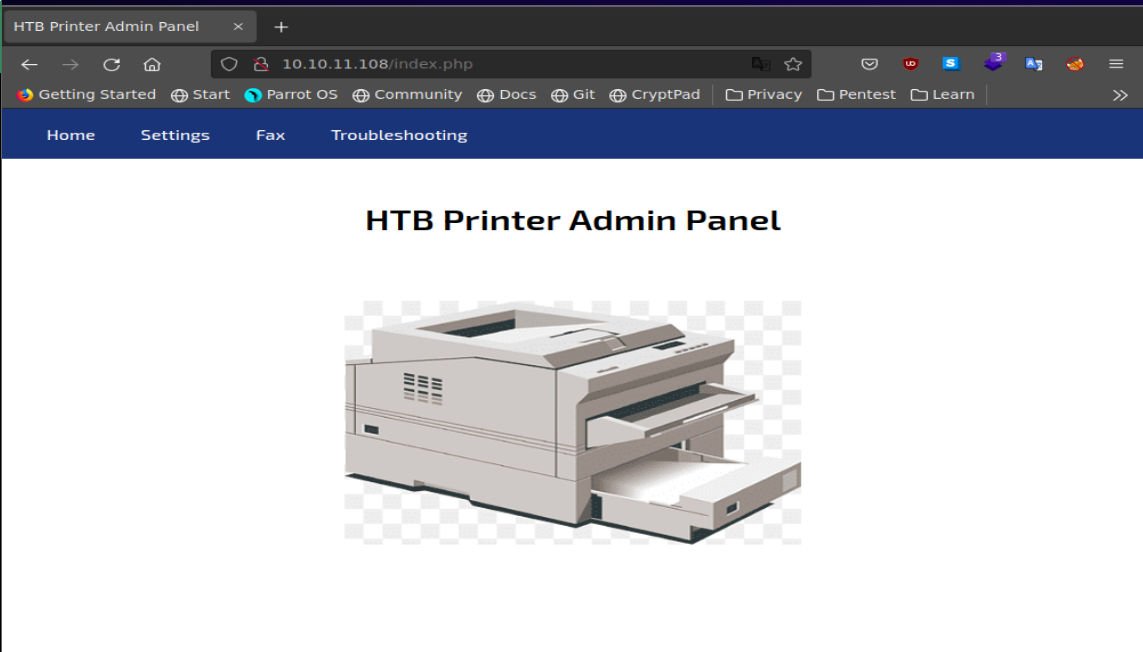 HTB Printer Admin Panel
10.10.11.108/index.php
3
Getting Started Start Parrot OS Community Docs Git CryptPad Privacy Pentest Learn
Home Settings Fax Troubleshooting
HTB Printer Admin Panel